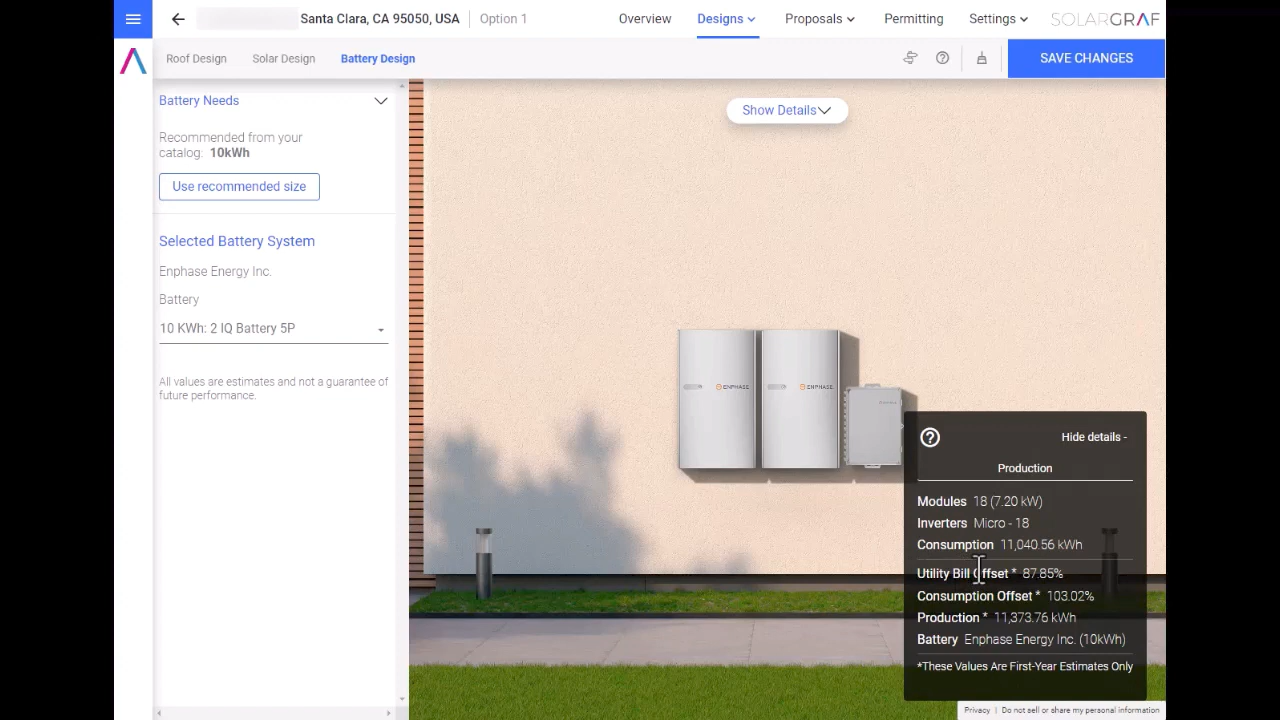 Santa Clara, CA 95050, USA Option 1 Overview Designs Proposals Permitting Settings SOLARGRAF
Roof Design Solar Design Battery Design SAVE CHANGES
Battery Needs
Recommended from your
catalog: 10kWh
Use recommended size
Selected Battery System
Enphase Energy Inc.
Battery
10 KWh: 2 IQ Battery 5P
All values are estimates and not a guarantee of
future performance.
Show Details
ENPHASE ENPHASE
Hide details -
Production
Modules 18 (7.20 kW)
Inverters Micro - 18
Consumption 11,040.56 kWh
Utility Bill Offset * 87.85%
Consumption Offset * 103.02%
Production * 11,373.76 kWh
Battery Enphase Energy Inc. (10kWh)
*These Values Are First-Year Estimates Only
Privacy | Do not sell or share my personal information